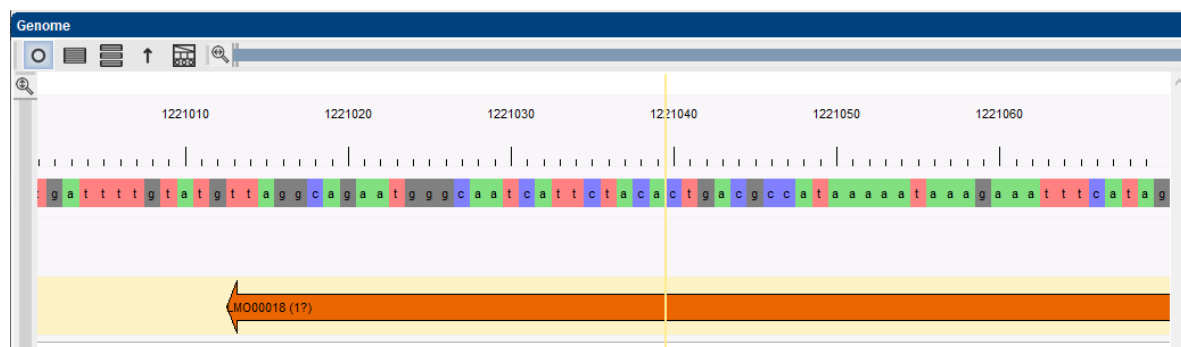 Genome
1221010 1221020 1221030 1221040 1221050 1221060
g a t t t t g t a t g t t a g g c a g a a t g g g c a a t c a t t c t a c a c t g a c g c c a t a a a a a t a a a g a a a t t t c a t a g
LMO00018 (1?)